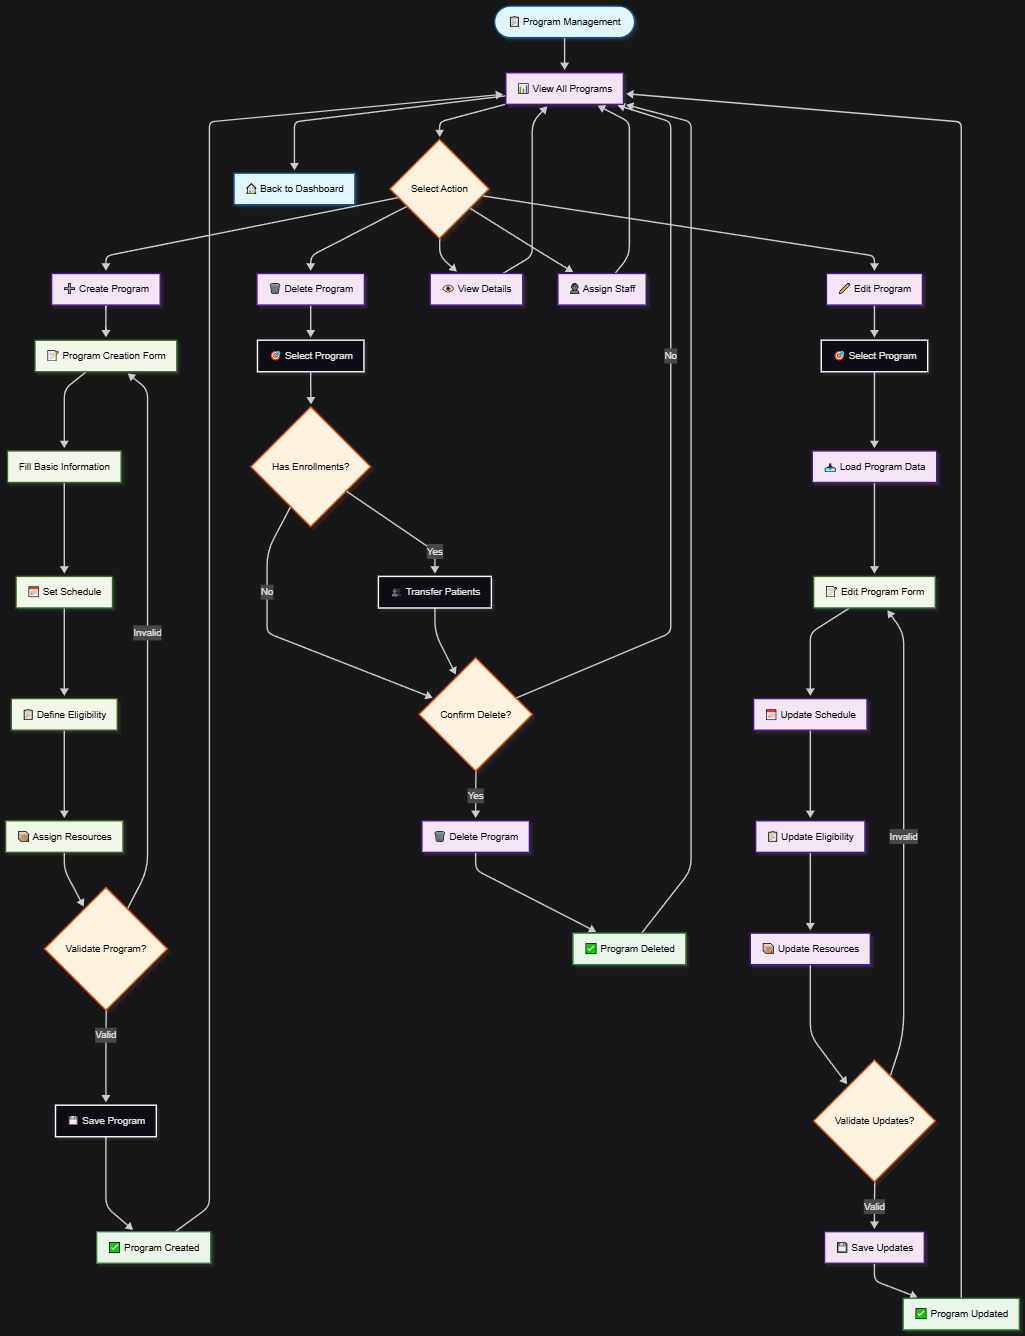 Program Management
View All Programs
Back to Dashboard
Select Action
Create Program
Delete Program
View Details
Assign Staff
Edit Program
Program Creation Form
Select Program
No
Select Program
Fill Basic Information
Has Enrollments?
Load Program Data
Yes
Set Schedule
No
Transfer Patients
Edit Program Form
Invalid
Define Eligibility
Confirm Delete?
Update Schedule
Yes
Assign Resources
Delete Program
Update Eligibility
Invalid
Validate Program?
Program Deleted
Update Resources
Valid
Save Program
Validate Updates?
Valid
Program Created
Save Updates
Program Updated